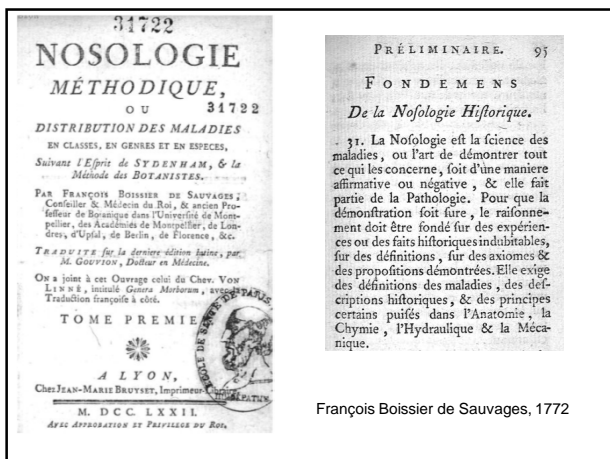 31722
NOSOLOGIE
MÉTHODIQUE,
OU
31722
DISTRIBUTION DES MALADIES
EN CLASSES, EN GENRES ET EN ESPECES,
Suivant l'Esprit de SYDENHAM, & la
Méthode des BOTANISTES.
PAR FRANÇOIS BOISSIER DE SAUVAGES,
Conseiller & Médecin du Roi, & ancien Pro-
fesseur de Botanique dans l'Université de Mont-
pellier, des Académies de Montpellier, de Lon-
dres, d'Upsal, de Berlin, de Florence, &c.
TRADUITE sur la derniere édition latine, par
M. GOUVION, Docteur en Médecine.
ON a joint à cet Ouvrage celui du Chev. VON
LINNÉ, intitulé Genera Morborum, avec la
Traduction françoise à côté.
TOME PREMIE
A LYON,
Chez JEAN-MARIE BRUYSET, Imprimeur-
M. DCC. LXXII.
AVEC APPROBATION ET PRIVILEGE DU ROI.
DE SANTÉ DE PARIS
PRÉLIMINAIRE. 95
FONDEMENS
De la Noſologie Hiſtorique.
31. La Noſologie eſt la ſcience des
maladies, ou l'art de démontrer tout
ce qui les concerne, ſoit d'une maniere
affirmative ou négative, & elle fait
partie de la Pathologie. Pour que la
démonſtration ſoit ſure, le raiſonne-
ment doit être fondé ſur des expérien-
ces ou des faits hiſtoriques indubitables,
ſur des définitions, ſur des axiomes &
des propoſitions démontrées. Elle exige
des définitions des maladies, des deſ-
criptions hiſtoriques, & des principes
certains puiſés dans l'Anatomie, la
Chymie, l'Hydraulique & la Méca-
nique.
François Boissier de Sauvages, 1772